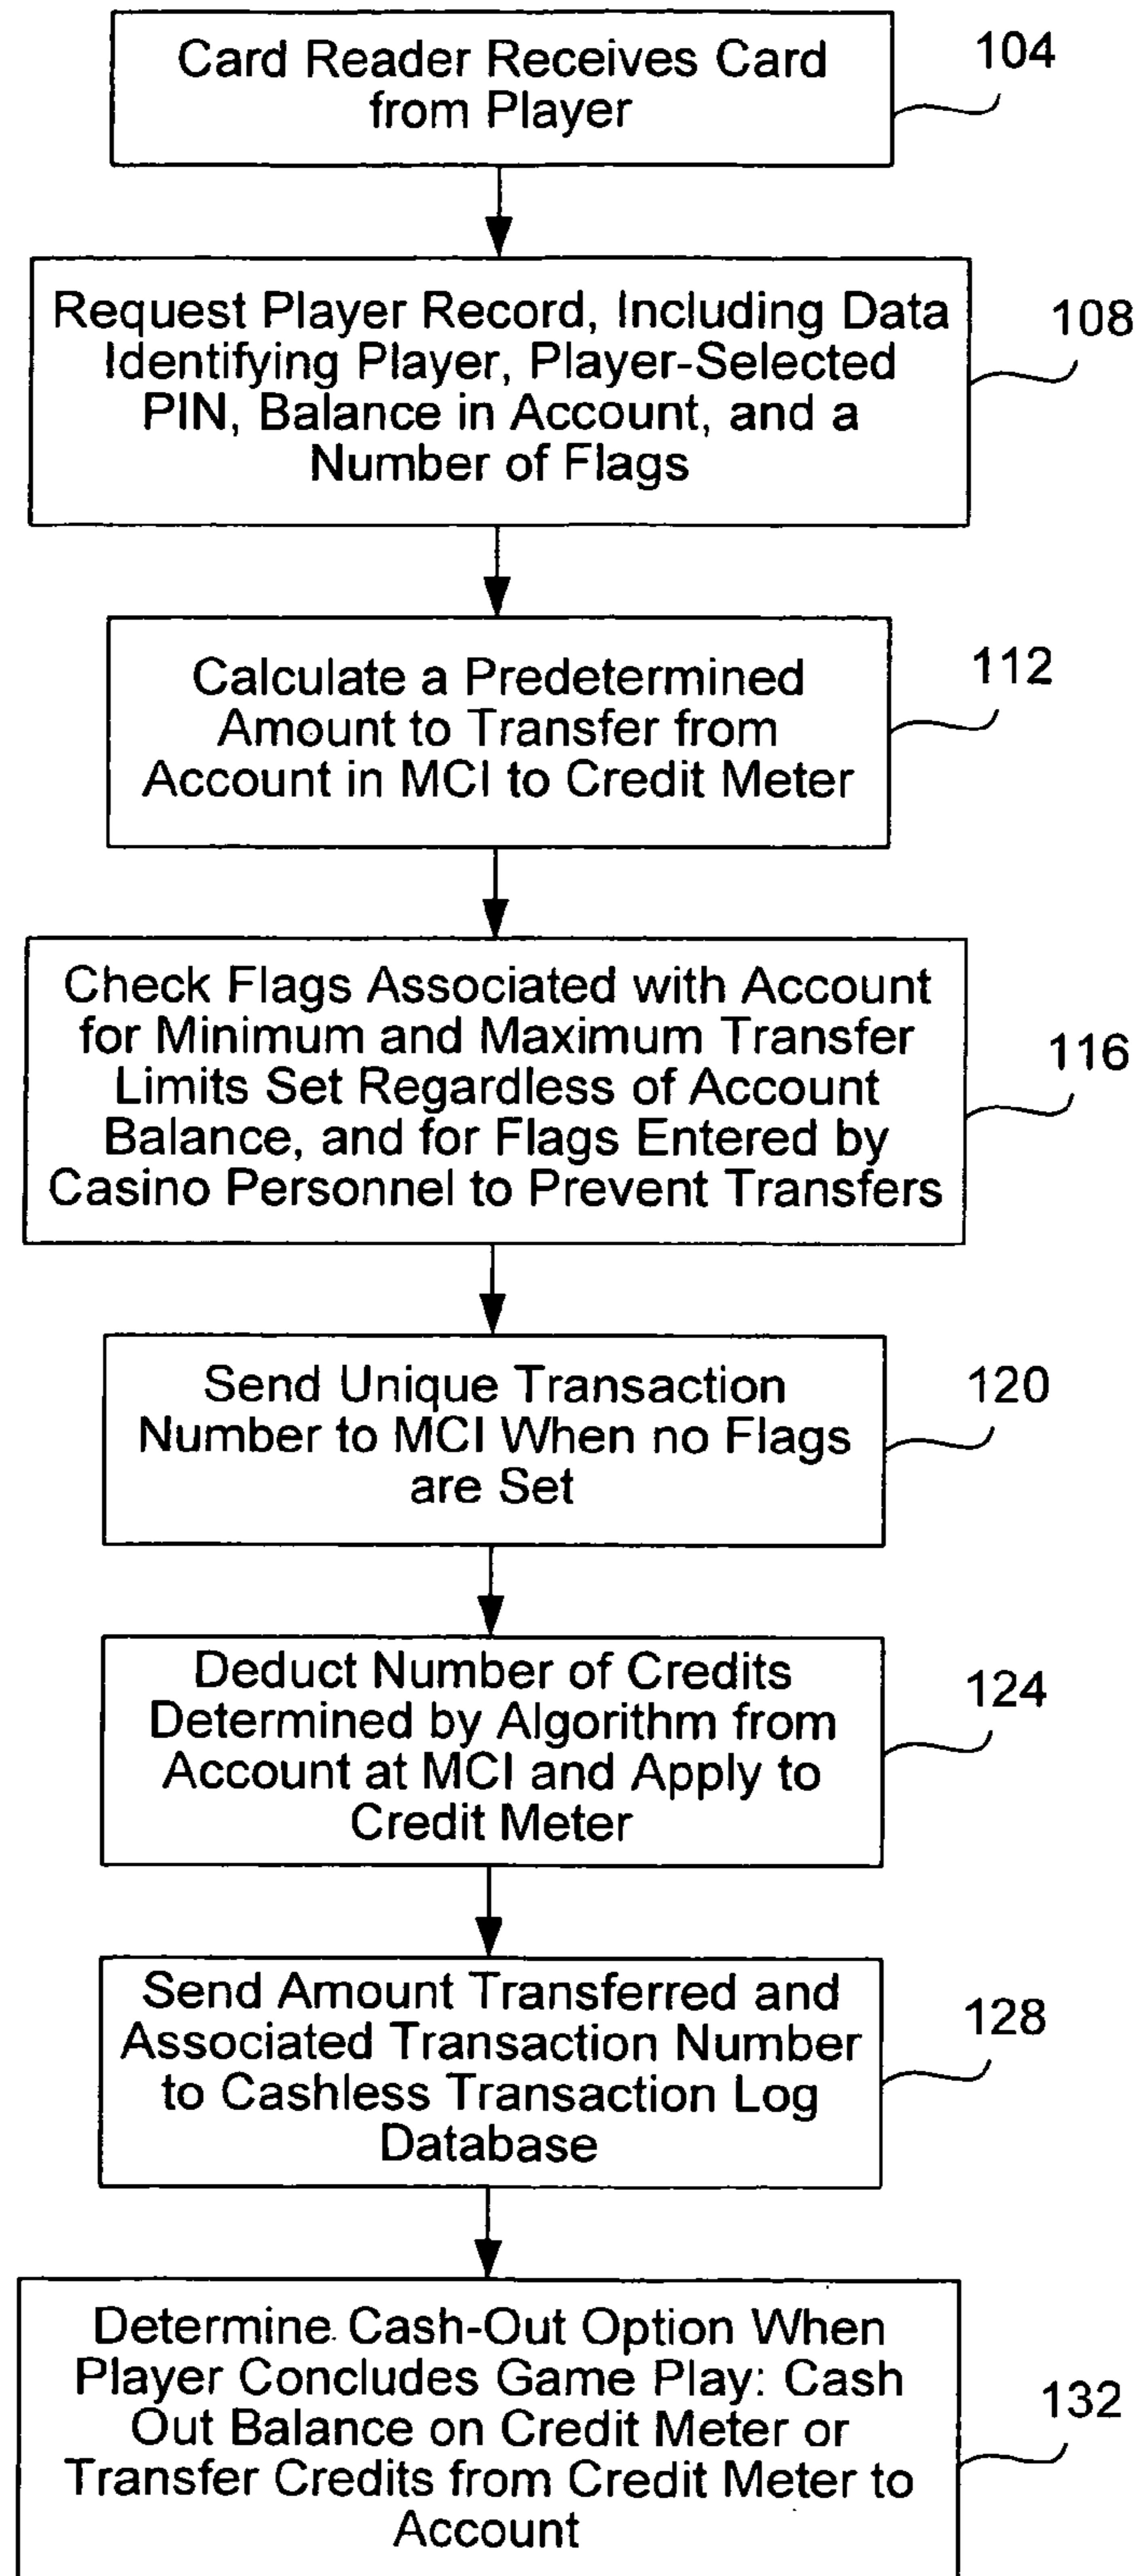 Card Reader Receives Card
from Player
104
Request Player Record, Including Data
Identifying Player, Player-Selected
PIN, Balance in Account, and a
Number of Flags
108
Calculate a Predetermined
Amount to Transfer from
Account in MCI to Credit Meter
112
Check Flags Associated with Account
for Minimum and Maximum Transfer
Limits Set Regardless of Account
Balance, and for Flags Entered by
Casino Personnel to Prevent Transfers
116
Send Unique Transaction
Number to MCI When no Flags
are Set
120
Deduct Number of Credits
Determined by Algorithm from
Account at MCI and Apply to
Credit Meter
124
Send Amount Transferred and
Associated Transaction Number
to Cashless Transaction Log
Database
128
Determine Cash-Out Option When
Player Concludes Game Play: Cash
Out Balance on Credit Meter or
Transfer Credits from Credit Meter to
Account
132